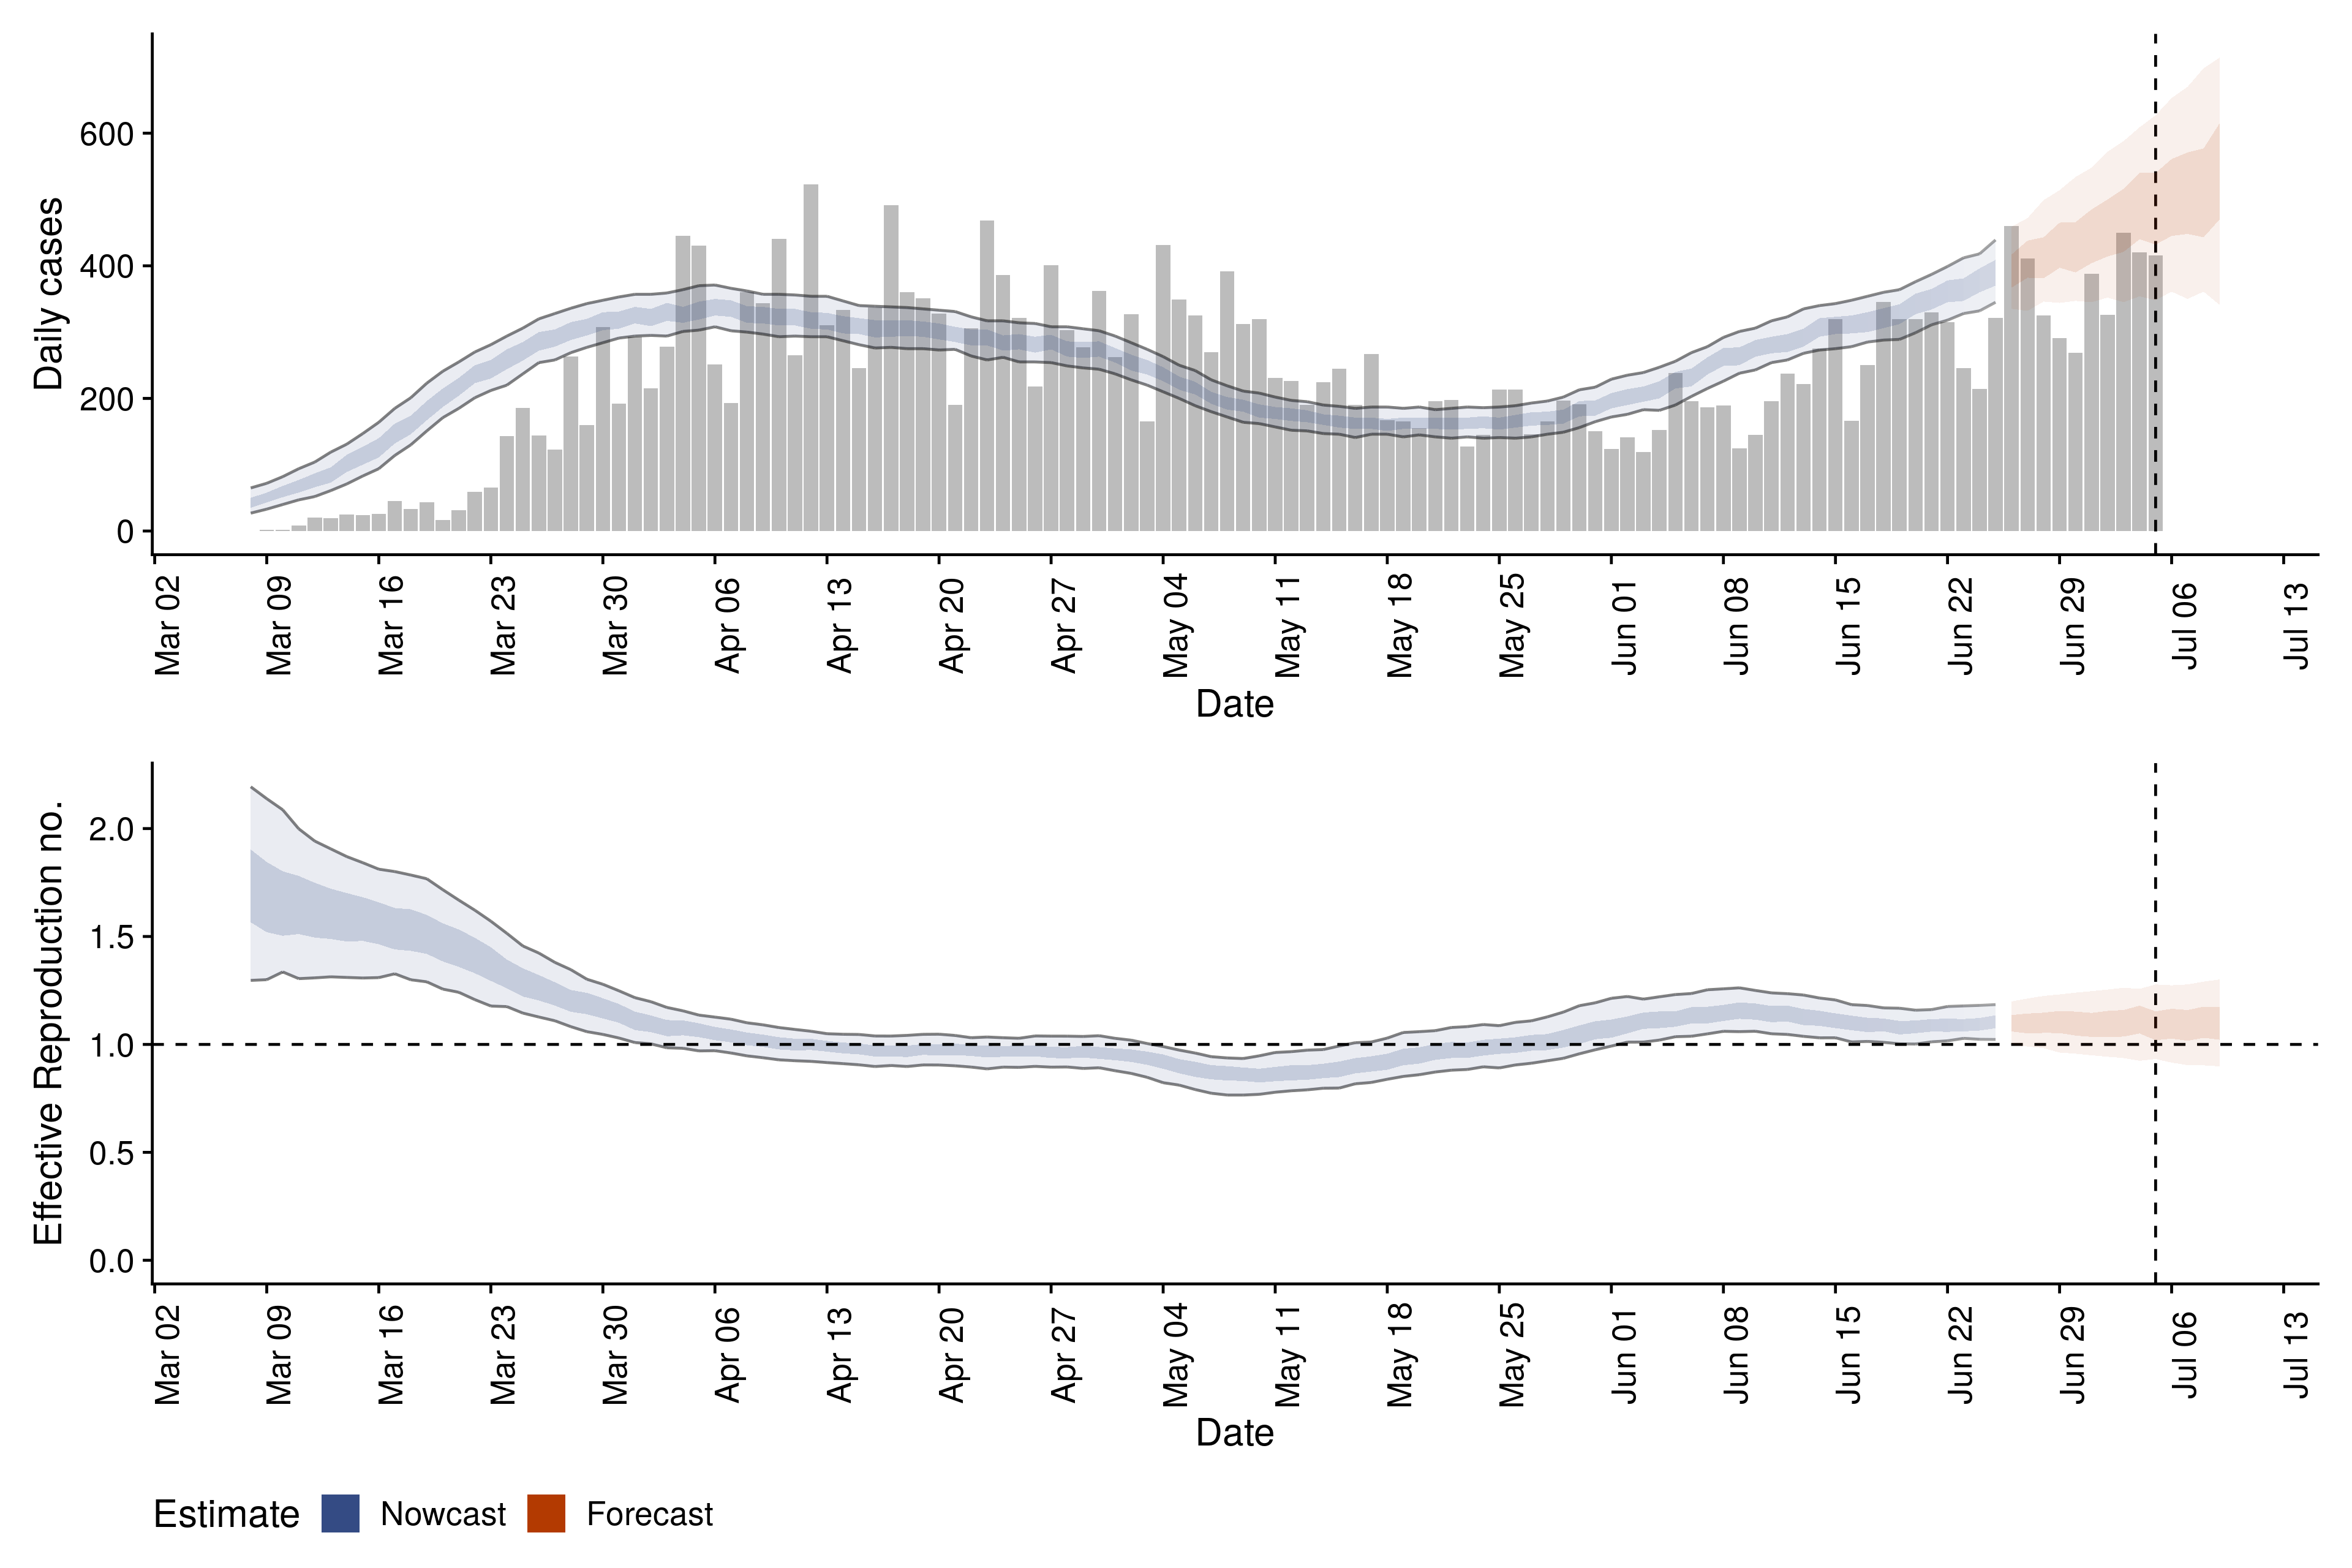 Daily cases
600
400
200
0
Mar 02 Mar 09 Mar 16 Mar 23 Mar 30 Apr 06 Apr 13 Apr 20 Apr 27 May 04 May 11 May 18 May 25 Jun 01 Jun 08 Jun 15 Jun 22 Jun 29 Jul 06 Jul 13
Date
Effective Reproduction no.
2.0
1.5
1.0
0.5
0.0
Mar 02 Mar 09 Mar 16 Mar 23 Mar 30 Apr 06 Apr 13 Apr 20 Apr 27 May 04 May 11 May 18 May 25 Jun 01 Jun 08 Jun 15 Jun 22 Jun 29 Jul 06 Jul 13
Date
Estimate Nowcast Forecast